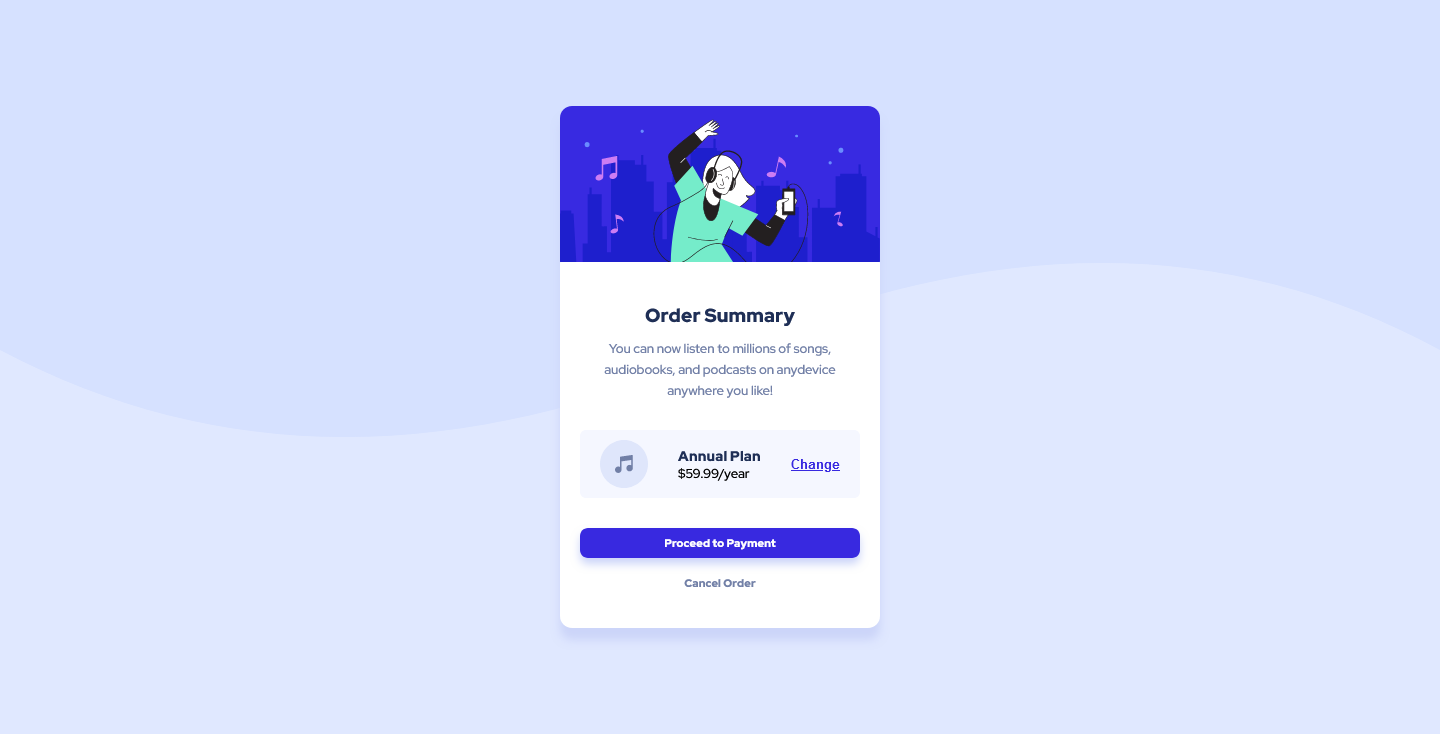 Order Summary
You can now listen to millions of songs,
audiobooks, and podcasts on anydevice
anywhere you like!
Annual Plan
$59.99/year
Change
Proceed to Payment
Cancel Order